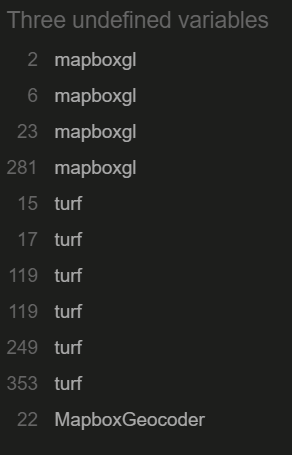 Three undefined variables
2 mapboxgl
6 mapboxgl
23 mapboxgl
281 mapboxgl
15 turf
17 turf
119 turf
119 turf
249 turf
353 turf
22 MapboxGeocoder